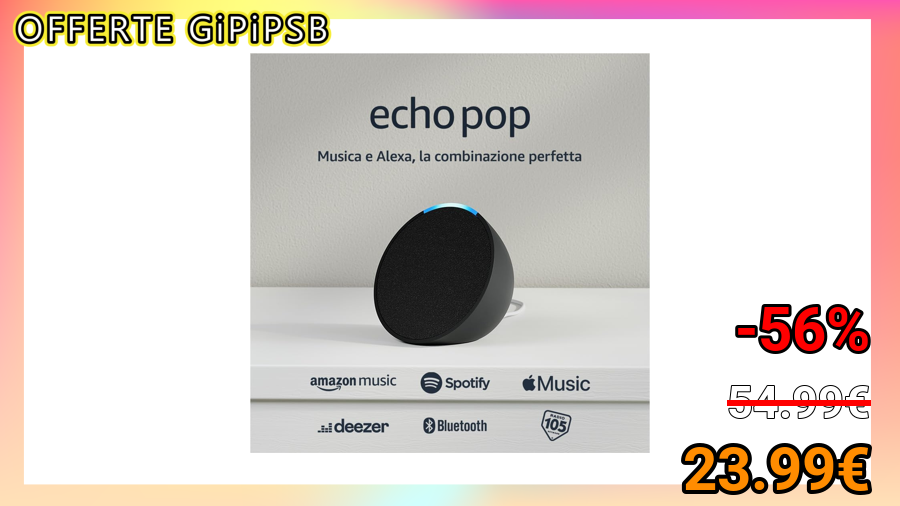 OFFERTE GiPiPSB
echo pop
Musica e Alexa, la combinazione perfetta
amazon music
Spotify
Music
deezer
Bluetooth
RADIO
105
-56%
54.99€
23.99€